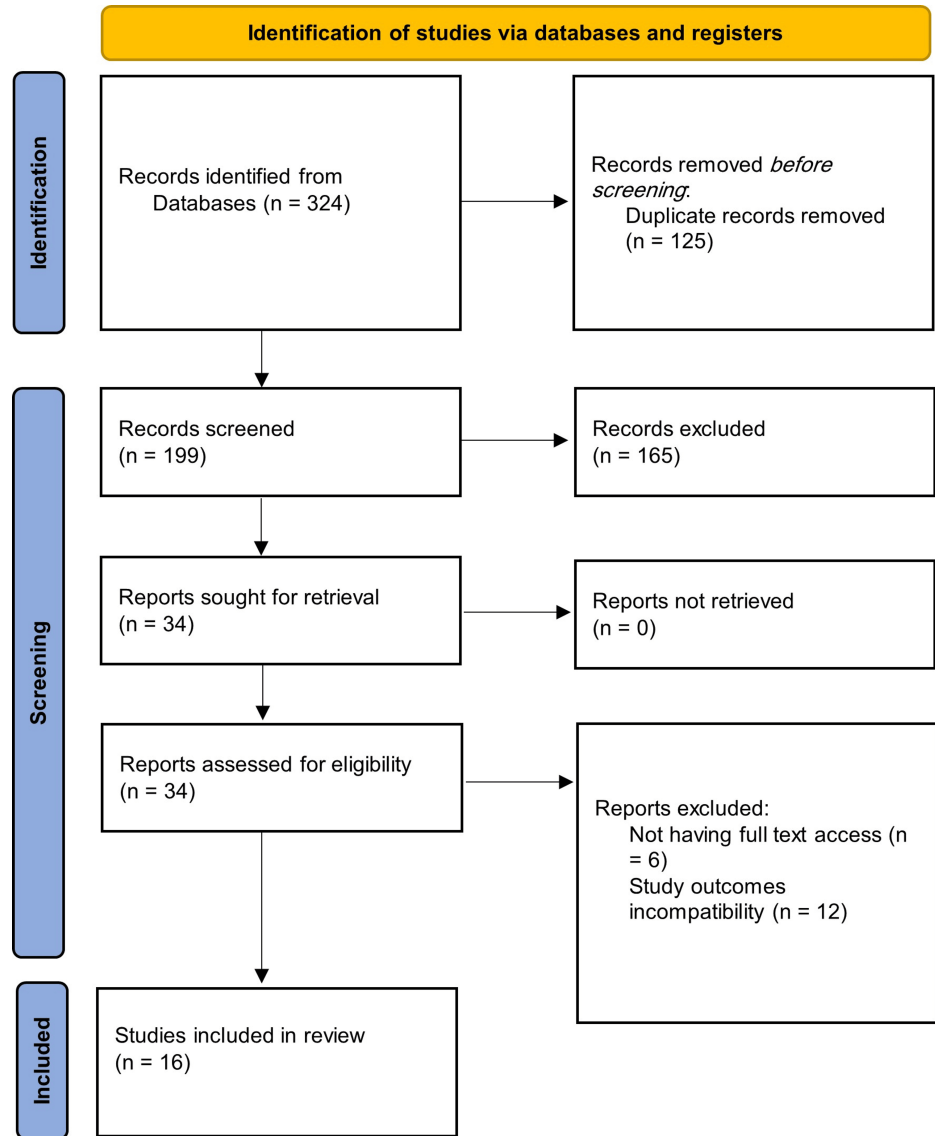 Identification of studies via databases and registers
Identification
Records identified from
Databases (n = 324)
Records removed before
screening:
Duplicate records removed
(n = 125)
Screening
Records screened
(n = 199)
Records excluded
(n = 165)
Reports sought for retrieval
(n = 34)
Reports not retrieved
(n = 0)
Reports assessed for eligibility
(n = 34)
Reports excluded:
Not having full text access (n
= 6)
Study outcomes
incompatibility (n = 12)
Included
Studies included in review
(n = 16)